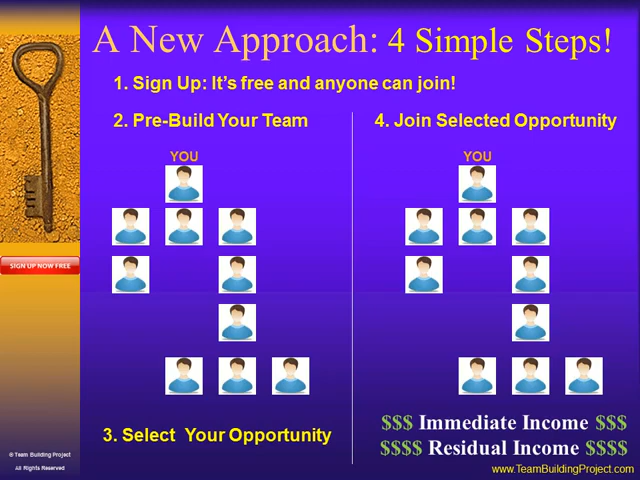 A New Approach: 4 Simple Steps!
1. Sign Up: It's free and anyone can join!
2. Pre-Build Your Team
4. Join Selected Opportunity
YOU
YOU
SIGN UP NOW FREE
3. Select Your Opportunity
$$$ Immediate Income $$$
$$$$ Residual Income $$$$
© Team Building Project
All Rights Reserved
www.TeamBuildingProject.com